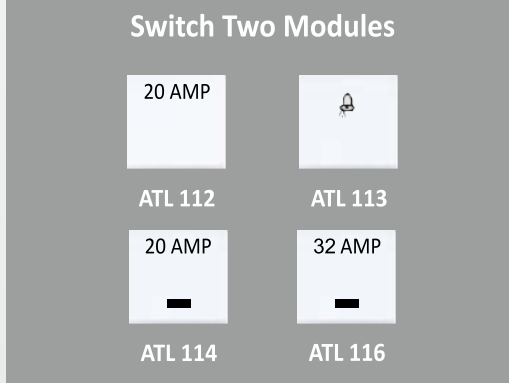 Switch Two Modules
20 AMP
ATL 112
ATL 113
20 AMP
32 AMP
ATL 114
ATL 116